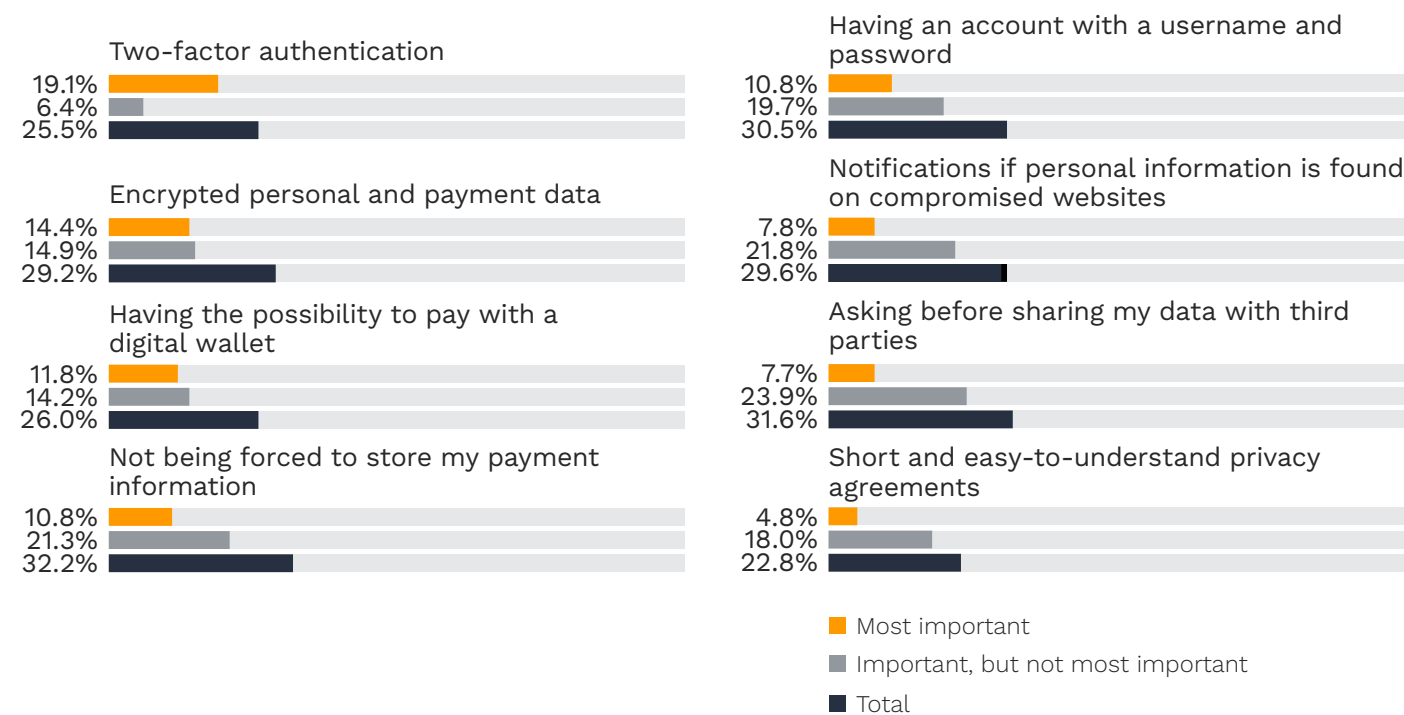 Two-factor authentication
19.1%
6.4%
25.5%
Encrypted personal and payment data
14.4%
14.9%
29.2%
Having the possibility to pay with a
digital wallet
11.8%
14.2%
26.0%
Not being forced to store my payment
information
10.8%
21.3%
32.2%
Having an account with a username and
password
10.8%
19.7%
30.5%
Notifications if personal information is found
on compromised websites
7.8%
21.8%
29.6%
Asking before sharing my data with third
parties
7.7%
23.9%
31.6%
Short and easy-to-understand privacy
agreements
4.8%
18.0%
22.8%
Most important
Important, but not most important
Total